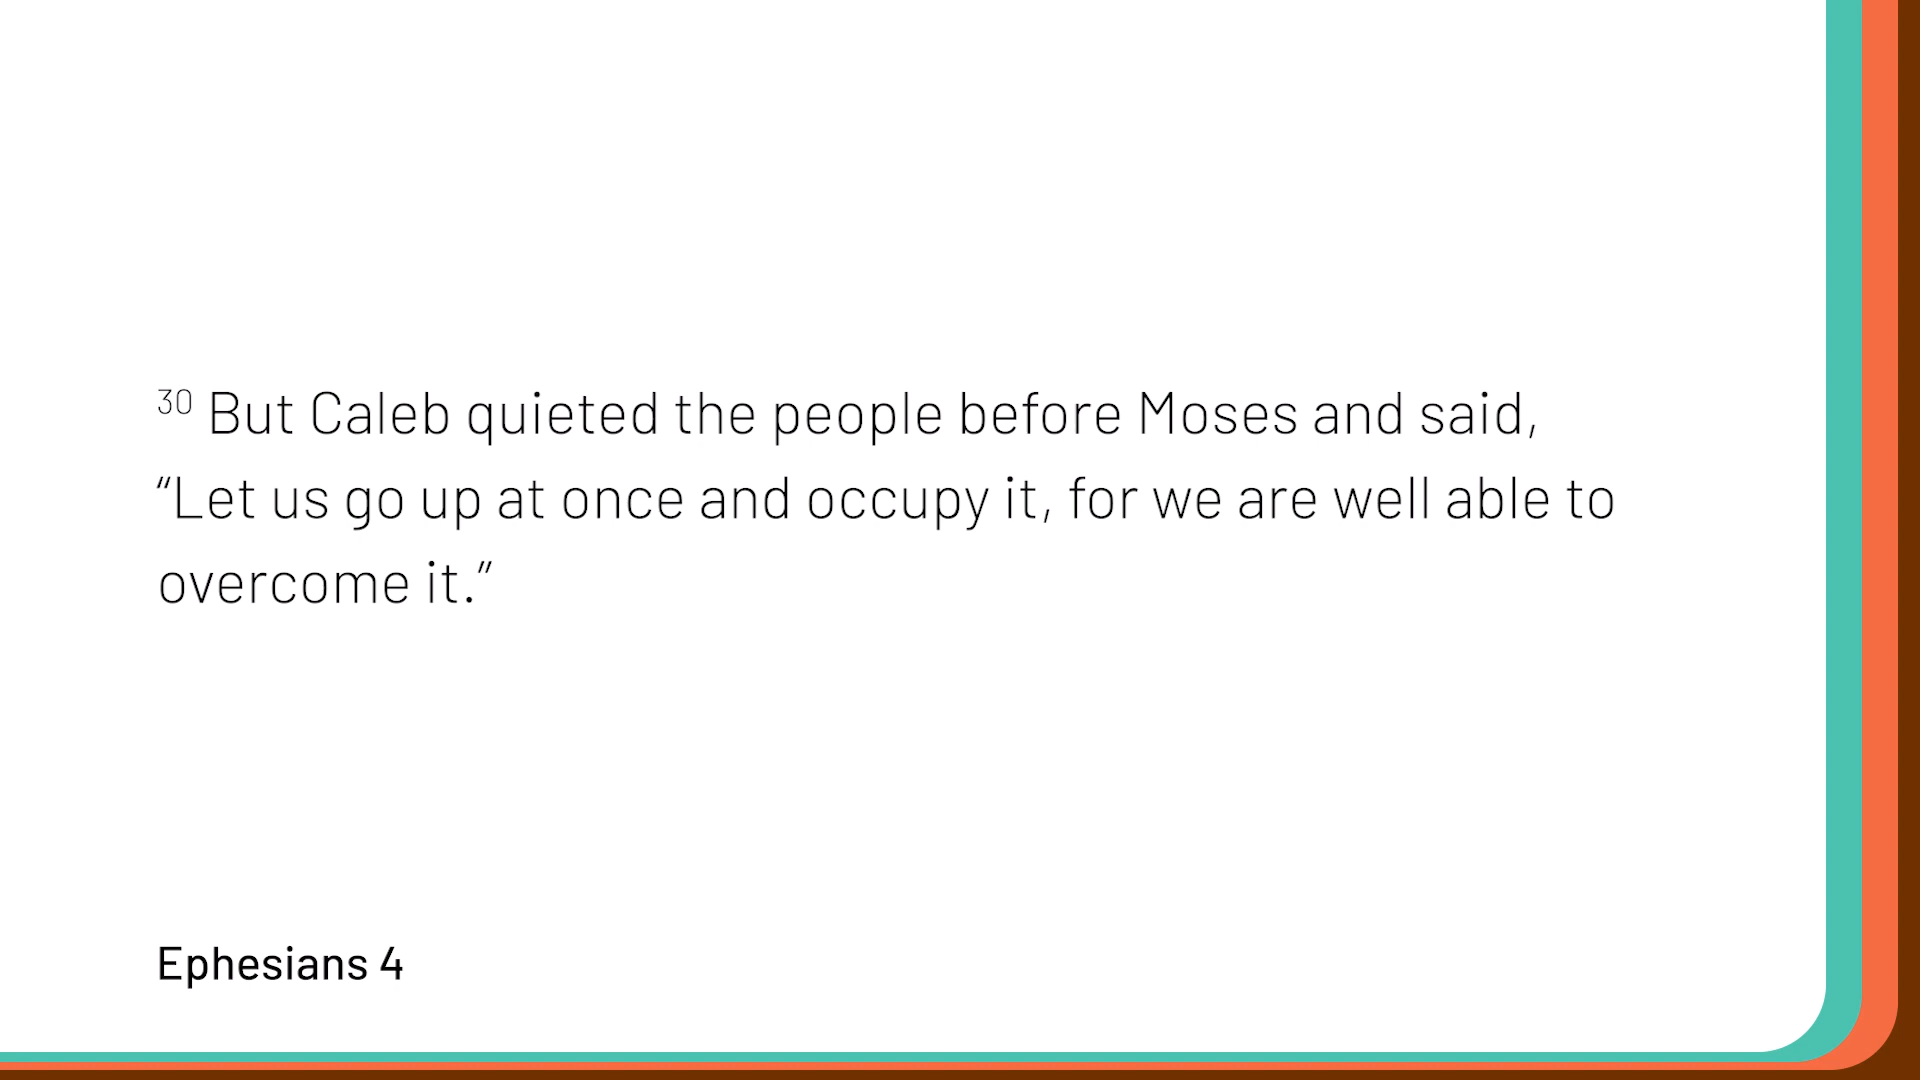 30 But Caleb quieted the people before Moses and said,
“Let us go up at once and occupy it, for we are well able to
overcome it.”
Ephesians 4